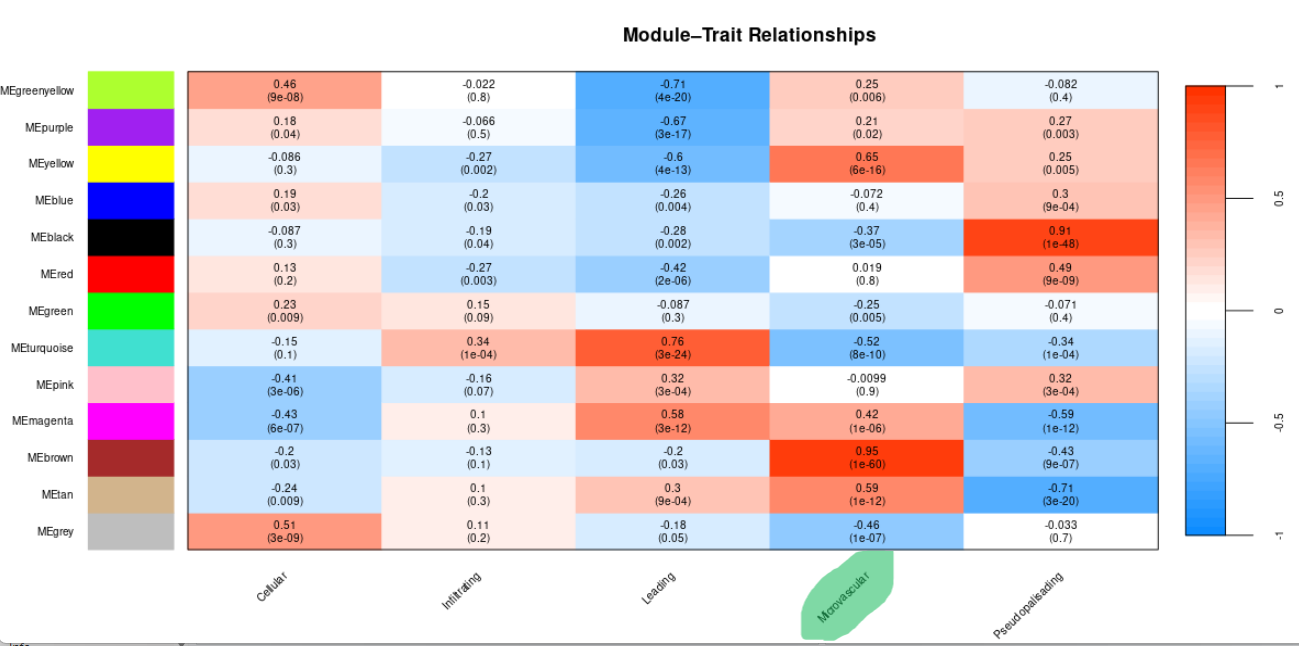 Module–Trait Relationships
MEgreenyellow
0.46 -0.022 -0.71 0.25 -0.082
(9e-08) (0.8) (4e-20) (0.006) (0.4)
MEpurple
0.18 -0.066 -0.67 0.21 0.27
(0.04) (0.5) (3e-17) (0.02) (0.003)
MEyellow
-0.086 -0.27 -0.6 0.65 0.25
(0.3) (0.002) (4e-13) (6e-16) (0.005)
MEblue
0.19 -0.2 -0.26 -0.072 0.3
(0.03) (0.03) (0.004) (0.4) (9e-04)
MEblack
-0.087 -0.19 -0.28 -0.37 0.91
(0.3) (0.04) (0.002) (3e-05) (1e-48)
MEred
0.13 -0.27 -0.42 0.019 0.49
(0.2) (0.003) (2e-06) (0.8) (9e-09)
MEgreen
0.23 0.15 -0.087 -0.25 -0.071
(0.009) (0.09) (0.3) (0.005) (0.4)
MEturquoise
-0.15 0.34 0.76 -0.52 -0.34
(0.1) (1e-04) (3e-24) (8e-10) (1e-04)
MEpink
-0.41 -0.16 0.32 -0.0099 0.32
(3e-06) (0.07) (3e-04) (0.9) (3e-04)
MEmagenta
-0.43 0.1 0.58 0.42 -0.59
(6e-07) (0.3) (3e-12) (1e-06) (1e-12)
MEbrown
-0.2 -0.13 -0.2 0.95 -0.43
(0.03) (0.1) (0.03) (1e-60) (9e-07)
MEtan
-0.24 0.1 0.3 0.59 -0.71
(0.009) (0.3) (9e-04) (1e-12) (3e-20)
MEgrey
0.51 0.11 -0.18 -0.46 -0.033
(3e-09) (0.2) (0.05) (1e-07) (0.7)
Cellular
Infiltrating
Leading
Microvascular
Pseudopalisading
1
0.5
0
-0.5
-1